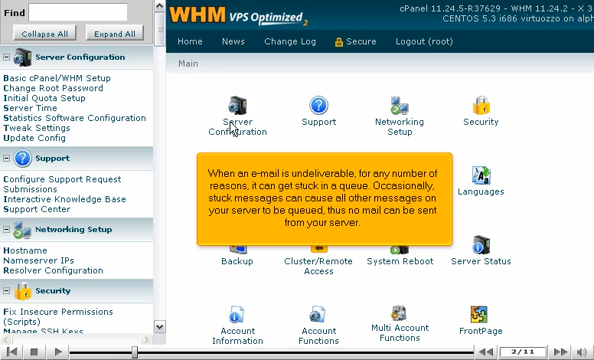 Find
Collapse All
Expand All
Server Configuration
Basic cPanel/WHM Setup
Change Root Password
Initial Quota Setup
Server Time
Statistics Software Configuration
Tweak Settings
Update Config
Support
Configure Support Request
Submissions
Interactive Knowledge Base
Support Center
Networking Setup
Hostname
Nameserver IPs
Resolver Configuration
Security
Fix Insecure Permissions
(Scripts)
Manage SSH Keys
WHM VPS Optimized 2
cPanel 11.24.5-R37629 - WHM 11.24.2 - X 3.
CENTOS 5.3 i686 virtuozzo on alph
Home
News
Change Log
Secure
Logout (root)
Main
Server
Configuration
Support
Networking
Setup
Security
When an e-mail is undeliverable, for any number of
reasons, it can get stuck in a queue. Occasionally,
stuck messages can cause all other messages on
your server to be queued, thus no mail can be sent
from your server.
Languages
Backup
Cluster/Remote
Access
System Reboot
Server Status
Account
Information
Account
Functions
Multi Account
Functions
FrontPage
2/11